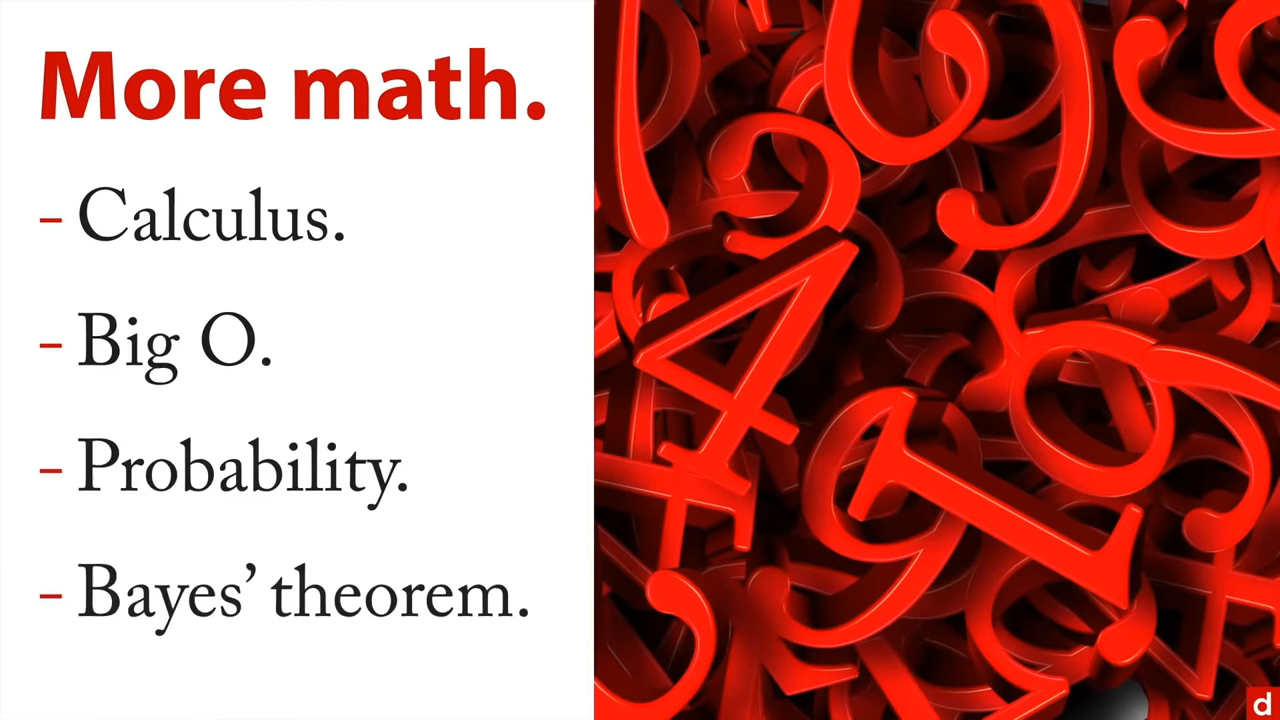 More math.
- Calculus.
- Big O.
- Probability.
- Bayes’ theorem.
d